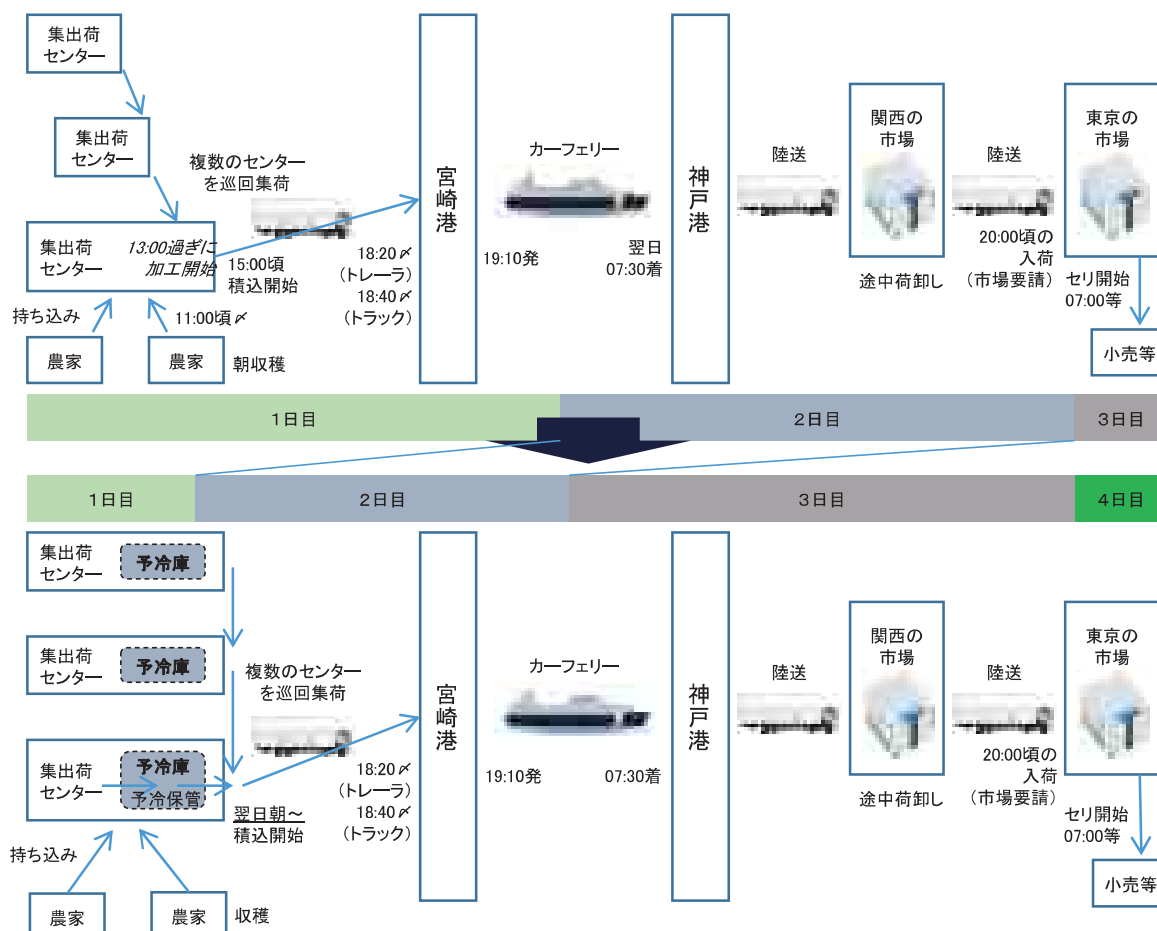 集出荷
センター
集出荷
センター
集出荷
センター
13:00過ぎに
加工開始
持ち込み
11:00頃〆
農家
農家
朝収穫
複数のセンター
を巡回集荷
15:00頃
積込開始
18:20〆
(トレーラ)
18:40〆
(トラック)
宮崎港
カーフェリー
19:10発
翌日
07:30着
神戸港
陸送
関西の
市場
途中荷卸し
陸送
20:00頃の
入荷
(市場要請)
東京の
市場
セリ開始
07:00等
小売等
1日目
2日目
3日目
1日目
2日目
3日目
4日目
集出荷
センター
予冷庫
集出荷
センター
予冷庫
集出荷
センター
予冷庫
予冷保管
持ち込み
農家
農家
収穫
複数のセンター
を巡回集荷
翌日朝~
積込開始
18:20〆
(トレーラ)
18:40〆
(トラック)
宮崎港
カーフェリー
19:10発
07:30着
神戸港
陸送
関西の
市場
途中荷卸し
陸送
20:00頃の
入荷
(市場要請)
東京の
市場
セリ開始
07:00等
小売等